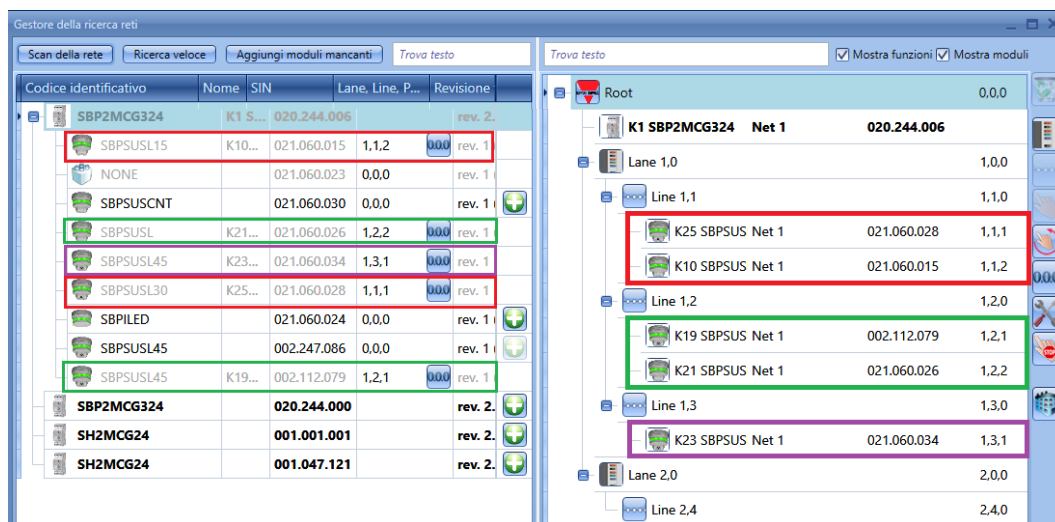 Gestore della ricerca reti
Scan della rete Ricerca veloce Aggiungi moduli mancanti Trova testo
Codice identificativo Nome SIN Lane, Line, P... Revisione
SBP2MCG324 K1 S... 020.244.006 rev. 2.
SBPSUSL15 K10... 021.060.015 1,1,2 0.0.0 rev. 1
NONE 021.060.023 0,0,0 rev. 1
SBPSUSCNT 021.060.030 0,0,0 rev. 1
SBPSUSL K21... 021.060.026 1,2,2 0.0.0 rev. 1
SBPSUSL45 K23... 021.060.034 1,3,1 0.0.0 rev. 1
SBPSUSL30 K25... 021.060.028 1,1,1 0.0.0 rev. 1
SBPILED 021.060.024 0,0,0 rev. 1
SBPSUSL45 002.247.086 0,0,0 rev. 1
SBPSUSL45 K19... 002.112.079 1,2,1 0.0.0 rev. 1
SBP2MCG324 020.244.000 rev. 2.
SH2MCG24 001.001.001 rev. 2.
SH2MCG24 001.047.121 rev. 2.
Trova testo Mostra funzioni Mostra moduli
Root 0,0,0
K1 SBP2MCG324 Net 1 020.244.006
Lane 1,0 1,0,0
Line 1,1 1,1,0
K25 SBPSUS Net 1 021.060.028 1,1,1
K10 SBPSUS Net 1 021.060.015 1,1,2
Line 1,2 1,2,0
K19 SBPSUS Net 1 002.112.079 1,2,1
K21 SBPSUS Net 1 021.060.026 1,2,2
Line 1,3 1,3,0
K23 SBPSUS Net 1 021.060.034 1,3,1
Lane 2,0 2,0,0
Line 2,4 2,4,0
0.0.0
STOP